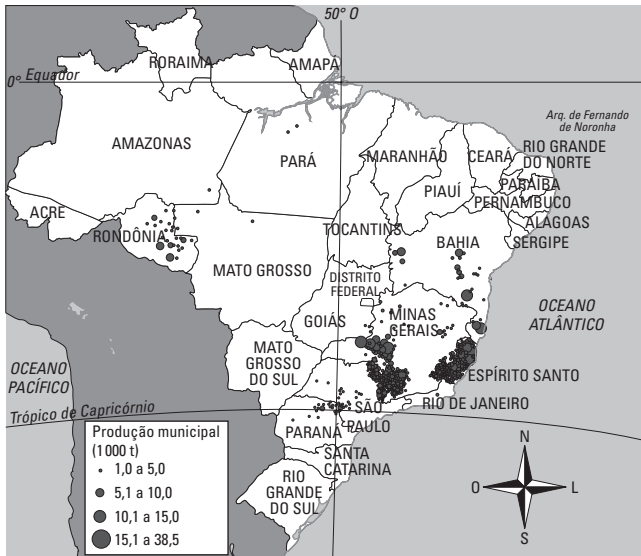 50° O
RORAIMA
AMAPÁ
0° Equador
Arq. de Fernando
de Noronha
AMAZONAS
PARÁ
MARANHÃO
CEARÁ
RIO GRANDE
DO NORTE
PARAÍBA
PIAUÍ
PERNAMBUCO
ACRE
ALAGOAS
TOCANTINS
SERGIPE
RONDÔNIA
BAHIA
MATO GROSSO
DISTRITO
FEDERAL
GOIÁS
MINAS
GERAIS
OCEANO
ATLÂNTICO
OCEANO
PACÍFICO
MATO
GROSSO
DO SUL
ESPÍRITO SANTO
RIO DE JANEIRO
Trópico de Capricórnio
SÃO
PAULO
PARANÁ
SANTA
CATARINA
RIO
GRANDE
DO SUL
Produção municipal
(1 000 t)
1,0 a 5,0
5,1 a 10,0
10,1 a 15,0
15,1 a 38,5
N
O
L
S